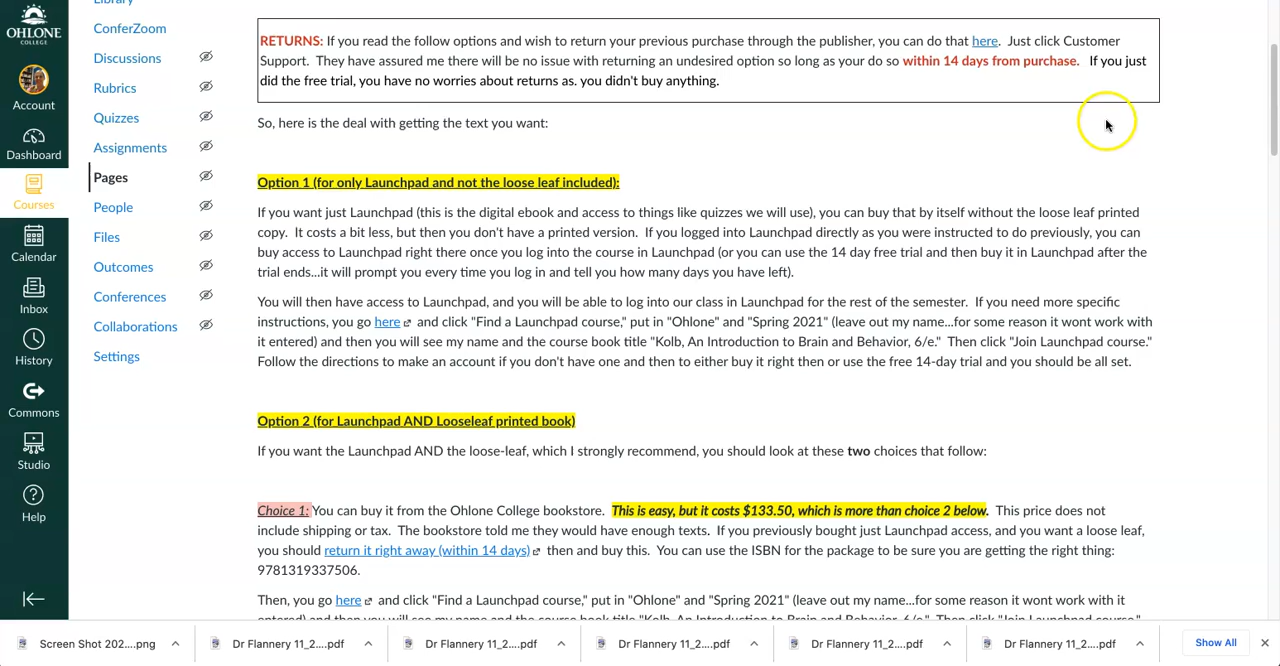 Library
OHLONE
COLLEGE
Account
Dashboard
Courses
Calendar
Inbox
History
Commons
Studio
Help
ConferZoom
Discussions
Rubrics
Quizzes
Assignments
Pages
People
Files
Outcomes
Conferences
Collaborations
Settings
RETURNS: If you read the follow options and wish to return your previous purchase through the publisher, you can do that here. Just click Customer
Support. They have assured me there will be no issue with returning an undesired option so long as your do so within 14 days from purchase. If you just
did the free trial, you have no worries about returns as. you didn't buy anything.
So, here is the deal with getting the text you want:
Option 1 (for only Launchpad and not the loose leaf included):
If you want just Launchpad (this is the digital ebook and access to things like quizzes we will use), you can buy that by itself without the loose leaf printed
copy. It costs a bit less, but then you don't have a printed version. If you logged into Launchpad directly as you were instructed to do previously, you can
buy access to Launchpad right there once you log into the course in Launchpad (or you can use the 14 day free trial and then buy it in Launchpad after the
trial ends...it will prompt you every time you log in and tell you how many days you have left).
You will then have access to Launchpad, and you will be able to log into our class in Launchpad for the rest of the semester. If you need more specific
instructions, you go here and click "Find a Launchpad course," put in "Ohlone" and "Spring 2021" (leave out my name...for some reason it wont work with
it entered) and then you will see my name and the course book title "Kolb, An Introduction to Brain and Behavior, 6/e." Then click "Join Launchpad course."
Follow the directions to make an account if you don't have one and then to either buy it right then or use the free 14-day trial and you should be all set.
Option 2 (for Launchpad AND Looseleaf printed book)
If you want the Launchpad AND the loose-leaf, which I strongly recommend, you should look at these two choices that follow:
Choice 1: You can buy it from the Ohlone College bookstore. This is easy, but it costs $133.50, which is more than choice 2 below. This price does not
include shipping or tax. The bookstore told me they would have enough texts. If you previously bought just Launchpad access, and you want a loose leaf,
you should return it right away (within 14 days) then and buy this. You can use the ISBN for the package to be sure you are getting the right thing:
9781319337506.
Then, you go here and click "Find a Launchpad course," put in "Ohlone" and "Spring 2021" (leave out my name...for some reason it wont work with it
entered) and then you will see my name and the course book title "Kolb, An Introduction to Brain and Behavior, 6/e." Then click "Join Launchpad course."
Screen Shot 202....png
Dr Flannery 11_2....pdf
Dr Flannery 11_2....pdf
Dr Flannery 11_2....pdf
Dr Flannery 11_2....pdf
Dr Flannery 11_2....pdf
Show All